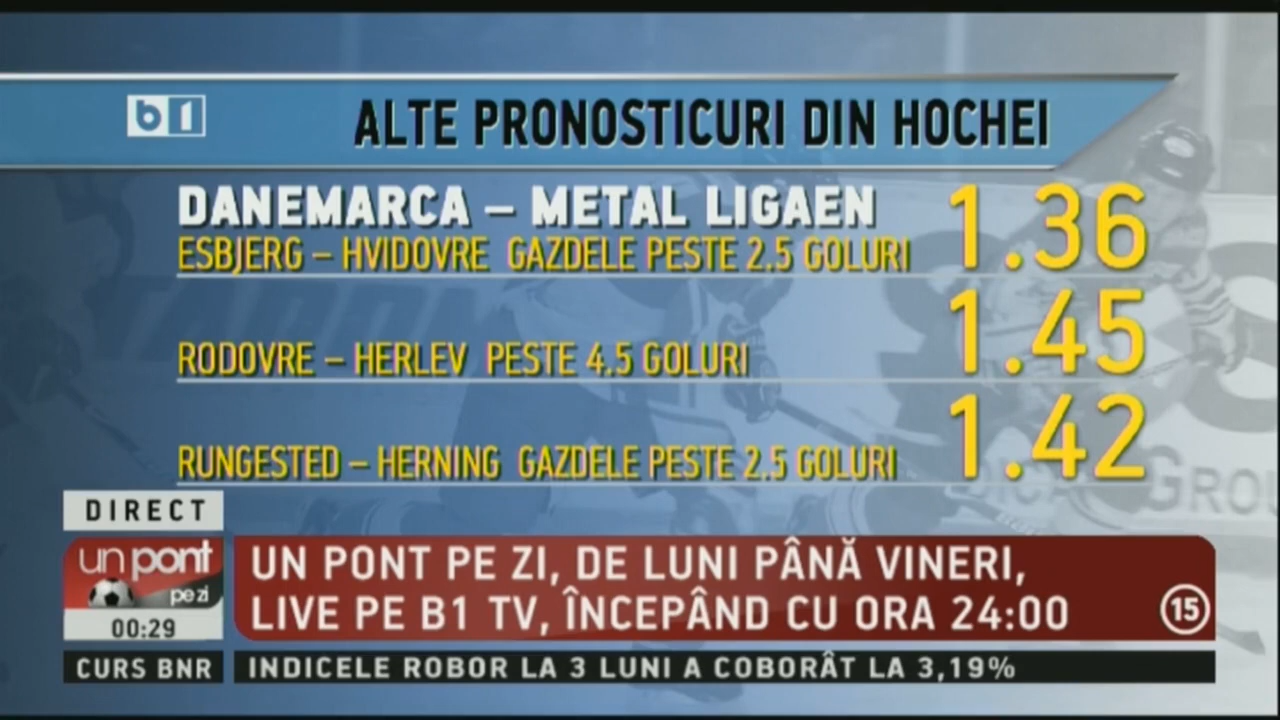 b1
ALTE PRONOSTICURI DIN HOCHEI
DANEMARCA – METAL LIGAEN
ESBJERG – HVIDOVRE GAZDELE PESTE 2.5 GOLURI
1.36
RODOVRE – HERLEV PESTE 4.5 GOLURI
1.45
RUNGESTED – HERNING GAZDELE PESTE 2.5 GOLURI
1.42
GROU
DIRECT
un pont
pe zi
00:29
UN PONT PE ZI, DE LUNI PÂNĂ VINERI,
LIVE PE B1 TV, ÎNCEPÂND CU ORA 24:00
15
CURS BNR
INDICELE ROBOR LA 3 LUNI A COBORÂT LA 3,19%